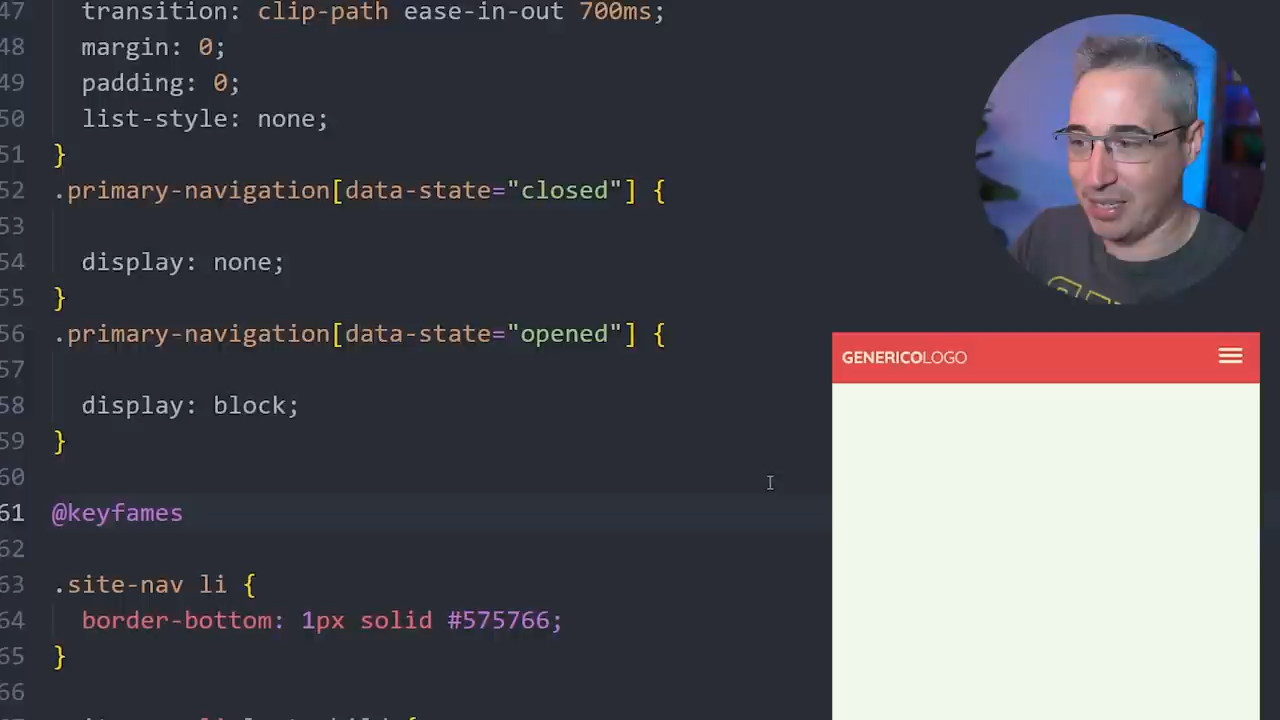 47 transition: clip-path ease-in-out 700ms;
48 margin: 0;
49 padding: 0;
50 list-style: none;
51 }
52 .primary-navigation[data-state="closed"] {
53
54 display: none;
55 }
56 .primary-navigation[data-state="opened"] {
57
58 display: block;
59 }
60
61 @keyfames
62
63 .site-nav li {
64 border-bottom: 1px solid #575766;
65 }
66
GENERICOLOGO